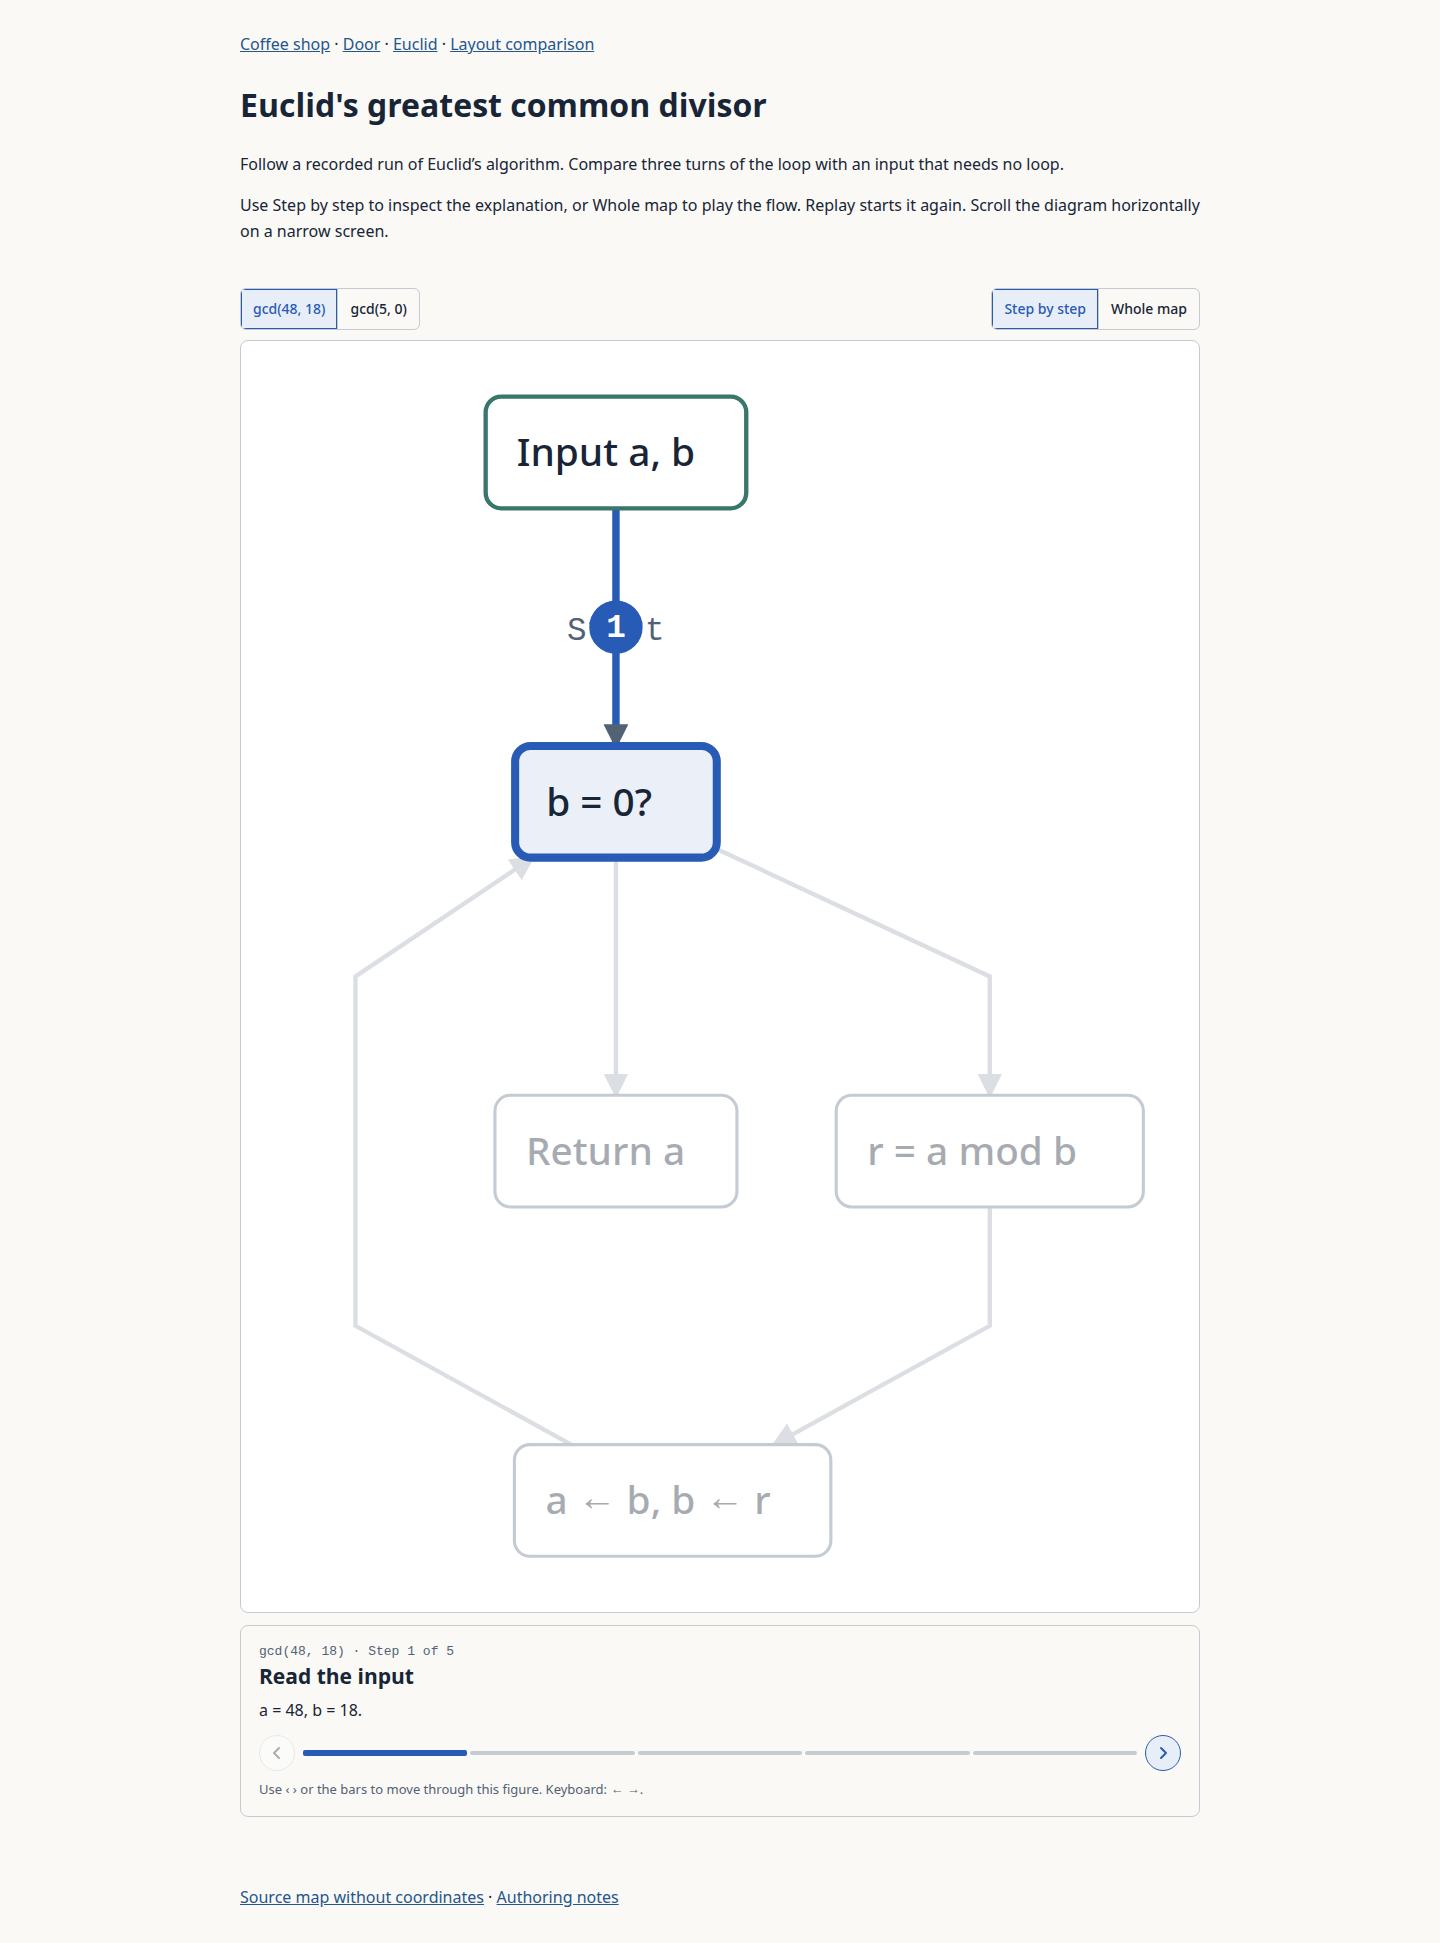 Coffee shop · Door · Euclid · Layout comparison
Euclid's greatest common divisor
Follow a recorded run of Euclid’s algorithm. Compare three turns of the loop with an input that needs no loop.
Use Step by step to inspect the explanation, or Whole map to play the flow. Replay starts it again. Scroll the diagram horizontally
on a narrow screen.
gcd(48, 18) gcd(5, 0) Step by step Whole map
Input a, b
S 1 t
b = 0?
Return a r = a mod b
a ← b, b ← r
gcd(48, 18) · Step 1 of 5
Read the input
a = 48, b = 18.
Use ‹ › or the bars to move through this figure. Keyboard: ← →.
Source map without coordinates · Authoring notes